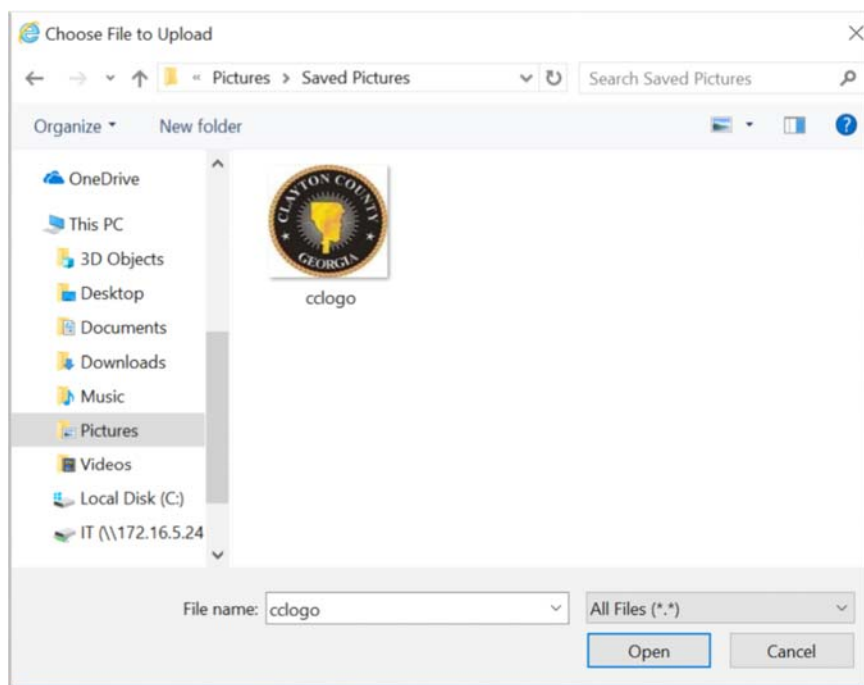 Choose File to Upload
« Pictures > Saved Pictures
Search Saved Pictures
Organize
New folder
OneDrive
This PC
3D Objects
Desktop
Documents
Downloads
Music
Pictures
Videos
Local Disk (C:)
IT (\\172.16.5.24
CLAYTON COUNTY
GEORGIA
cclogo
File name: cclogo
All Files (*.*)
Open
Cancel